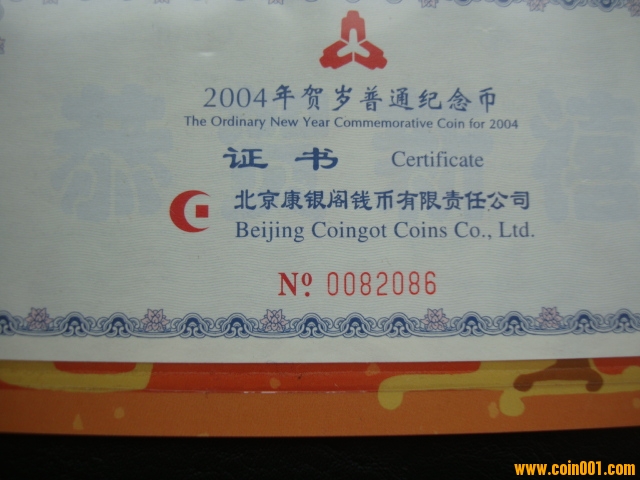 2004年贺岁普通纪念币
The Ordinary New Year Commemorative Coin for 2004
证书 Certificate
北京康银阁钱币有限责任公司
Beijing Coingot Coins Co., Ltd.
Nº 0082086
www.coin001.com